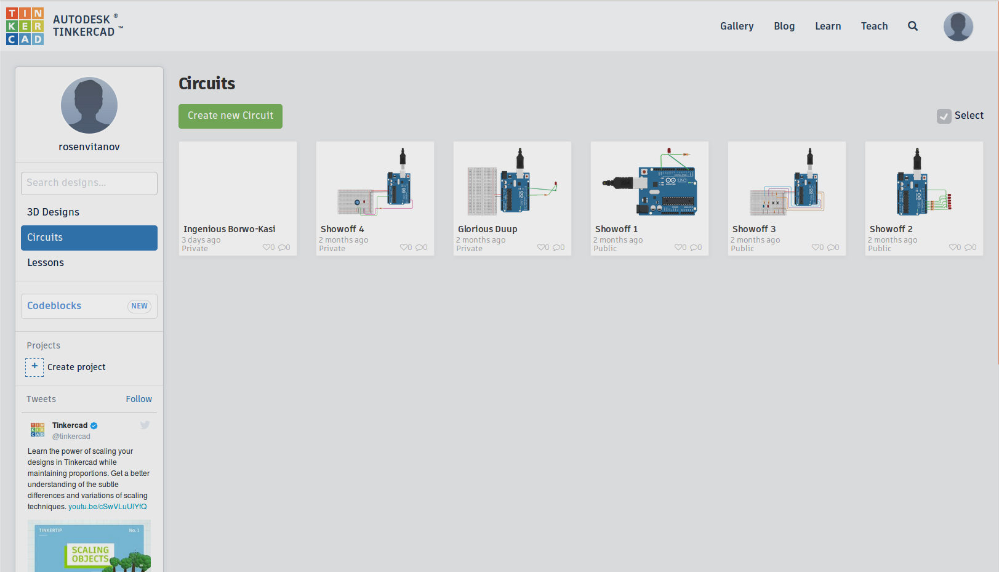 TIN
KER
CAD
AUTODESK ®
TINKERCAD ™
Gallery Blog Learn Teach
rosenvitanov
Search designs...
3D Designs
Circuits
Lessons
Codeblocks NEW
Projects
+ Create project
Tweets Follow
TIN
KER
CAD
Tinkercad
@tinkercad
Learn the power of scaling your
designs in Tinkercad while
maintaining proportions. Get a better
understanding of the subtle
differences and variations of scaling
techniques. youtu.be/cSwVLuUlYfQ
TINKERTIP No. 1
SCALING
OBJECTS
Circuits
Create new Circuit
Select
Ingenious Borwo-Kasi
3 days ago
Private 0 0
Showoff 4
2 months ago
Private 0 0
Glorious Duup
2 months ago
Private 0 0
UNO
Showoff 1
2 months ago
Public 0 0
Showoff 3
2 months ago
Public 0 0
Showoff 2
2 months ago
Public 0 0